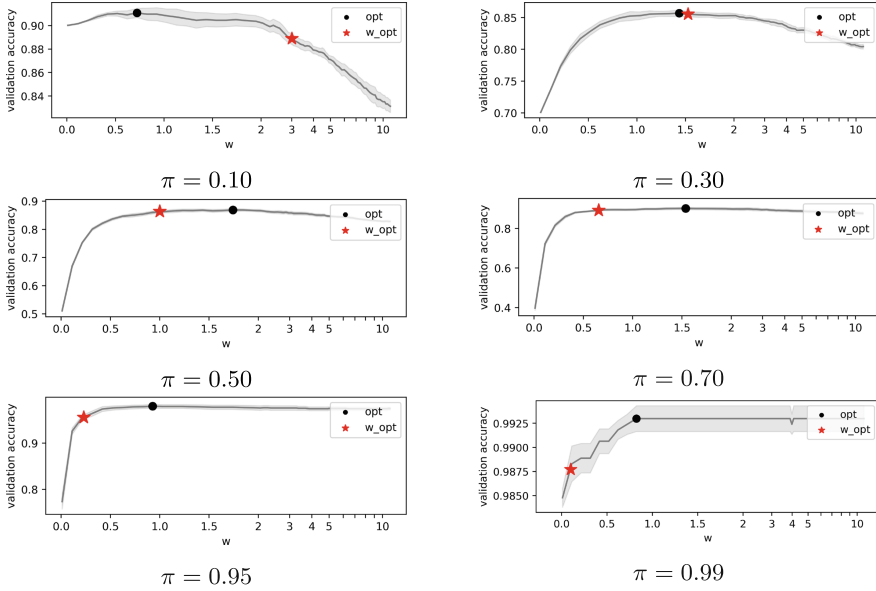 validation accuracy
0.90
0.88
0.86
0.84
opt
w_opt
0.0 0.5 1.0 1.5 2 3 4 5 10
w
π = 0.10
validation accuracy
0.85
0.80
0.75
0.70
opt
w_opt
0.0 0.5 1.0 1.5 2 3 4 5 10
w
π = 0.30
validation accuracy
0.9
0.8
0.7
0.6
0.5
opt
w_opt
0.0 0.5 1.0 1.5 2 3 4 5 10
w
π = 0.50
validation accuracy
0.8
0.6
0.4
opt
w_opt
0.0 0.5 1.0 1.5 2 3 4 5 10
w
π = 0.70
validation accuracy
0.9
0.8
opt
w_opt
0.0 0.5 1.0 1.5 2 3 4 5 10
w
π = 0.95
validation accuracy
0.9925
0.9900
0.9875
0.9850
opt
w_opt
0.0 0.5 1.0 1.5 2 3 4 5 10
w
π = 0.99